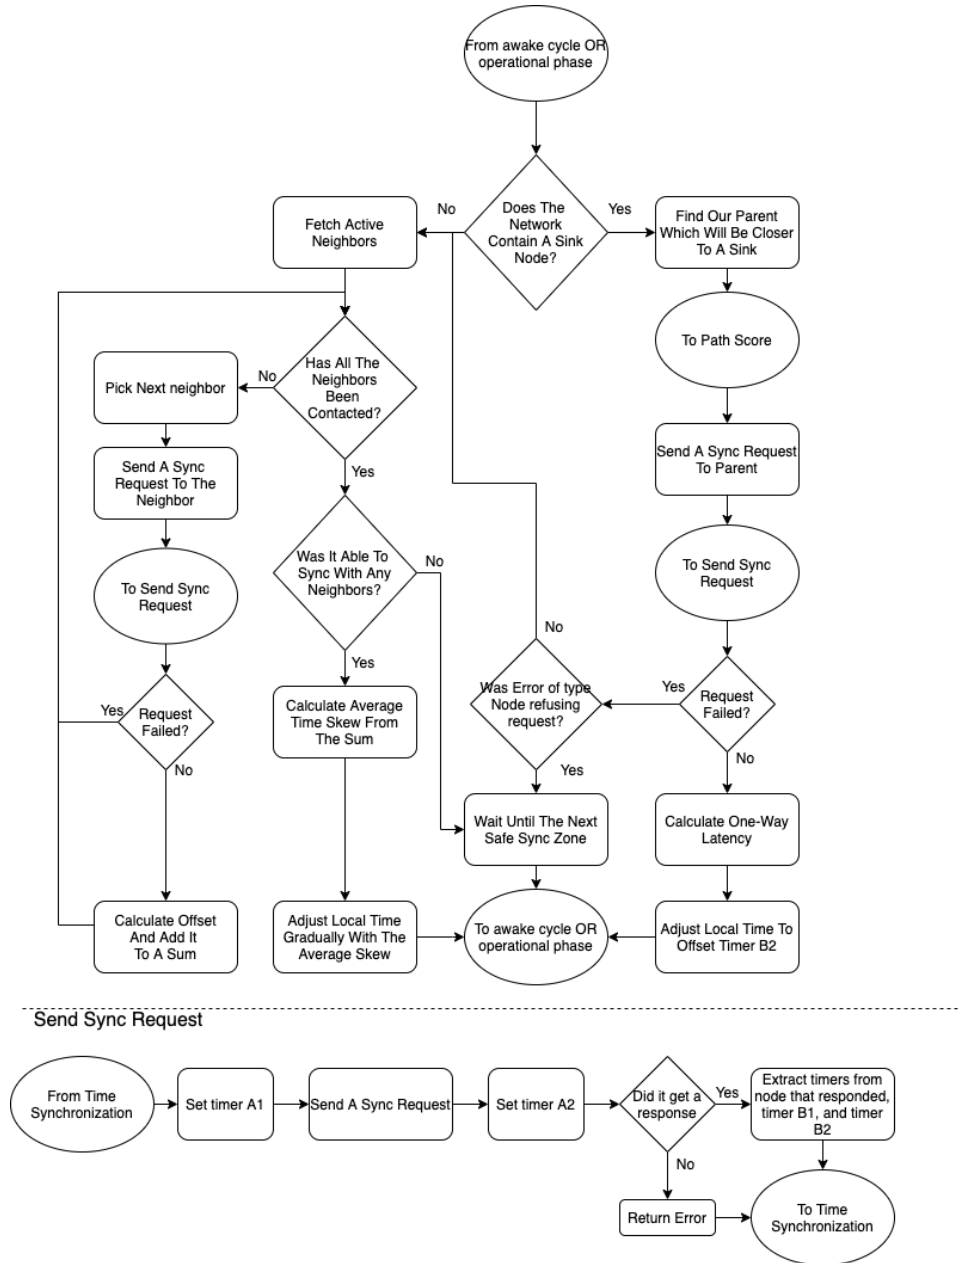 From awake cycle OR
operational phase
Does The
Network
Contain A Sink
Node?
No
Yes
Fetch Active
Neighbors
Find Our Parent
Which Will Be Closer
To A Sink
To Path Score
Has All The
Neighbors
Been
Contacted?
No
Yes
Pick Next neighbor
Send A Sync
Request To The
Neighbor
To Send Sync
Request
Request
Failed?
Yes
No
Calculate Offset
And Add It
To A Sum
Was It Able To
Sync With Any
Neighbors?
No
Yes
Calculate Average
Time Skew From
The Sum
Adjust Local Time
Gradually With The
Average Skew
Send A Sync Request
To Parent
To Send Sync
Request
Request
Failed?
Yes
No
Was Error of type
Node refusing
request?
No
Yes
Wait Until The Next
Safe Sync Zone
Calculate One-Way
Latency
Adjust Local Time To
Offset Timer B2
To awake cycle OR
operational phase
Send Sync Request
From Time
Synchronization
Set timer A1
Send A Sync Request
Set timer A2
Did it get a
response
Yes
No
Extract timers from
node that responded,
timer B1, and timer
B2
Return Error
To Time
Synchronization